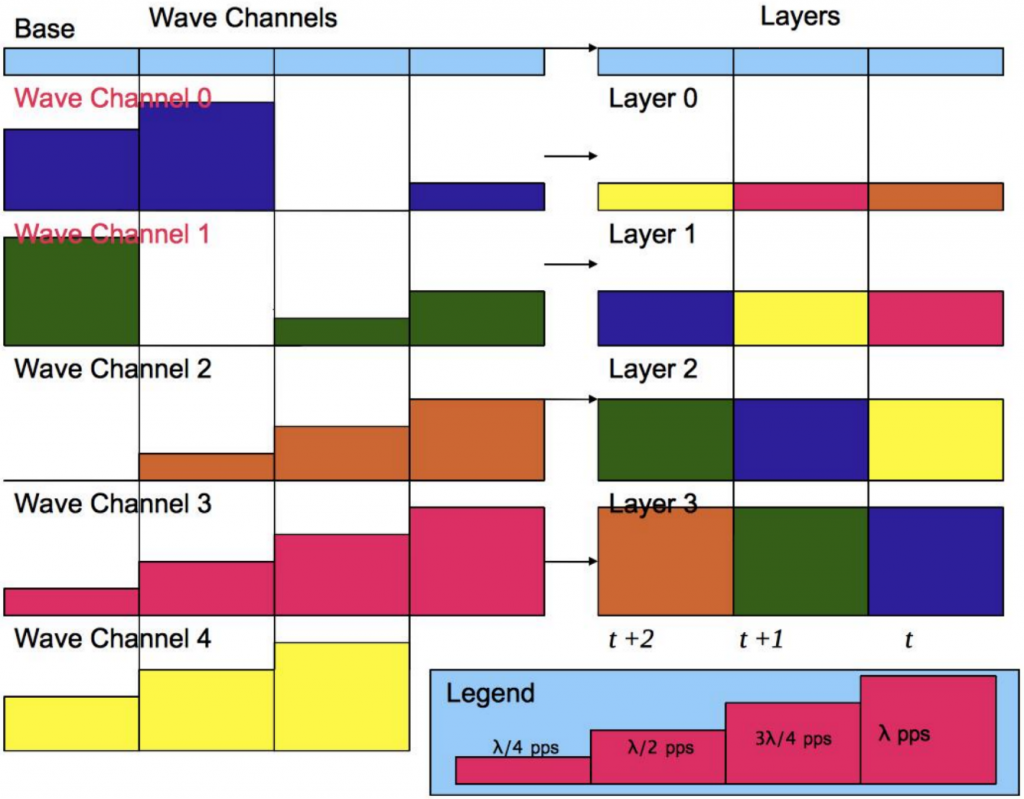 Base
Wave Channels
Layers
Wave Channel 0
Layer 0
Wave Channel 1
Layer 1
Wave Channel 2
Layer 2
Wave Channel 3
Layer 3
Wave Channel 4
t +2
t +1
t
Legend
λ/4 pps
λ/2 pps
3λ/4 pps
λ pps